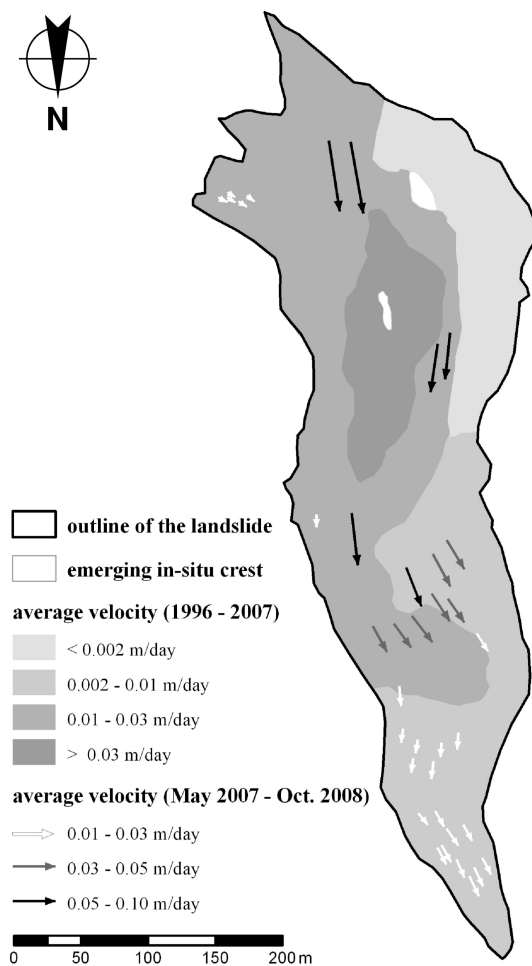 N
outline of the landslide
emerging in-situ crest
average velocity (1996 - 2007)
< 0.002 m/day
0.002 - 0.01 m/day
0.01 - 0.03 m/day
> 0.03 m/day
average velocity (May 2007 - Oct. 2008)
0.01 - 0.03 m/day
0.03 - 0.05 m/day
0.05 - 0.10 m/day
0 50 100 150 200 m